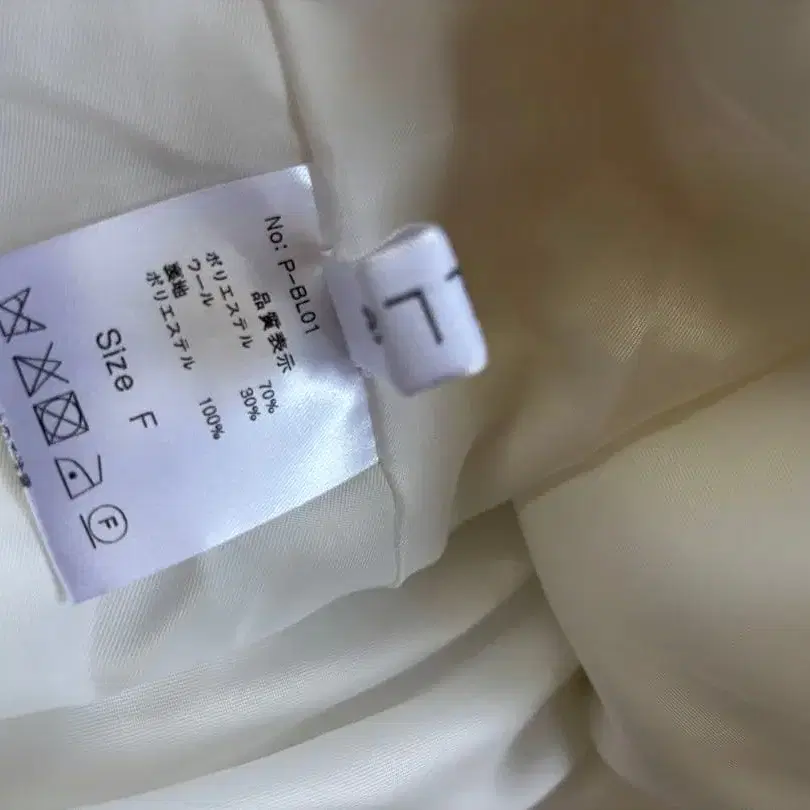 No: P-BL01
品質表示
ポリエステル 70%
ウール 30%
裏地
ポリエステル 100%
Size F
F